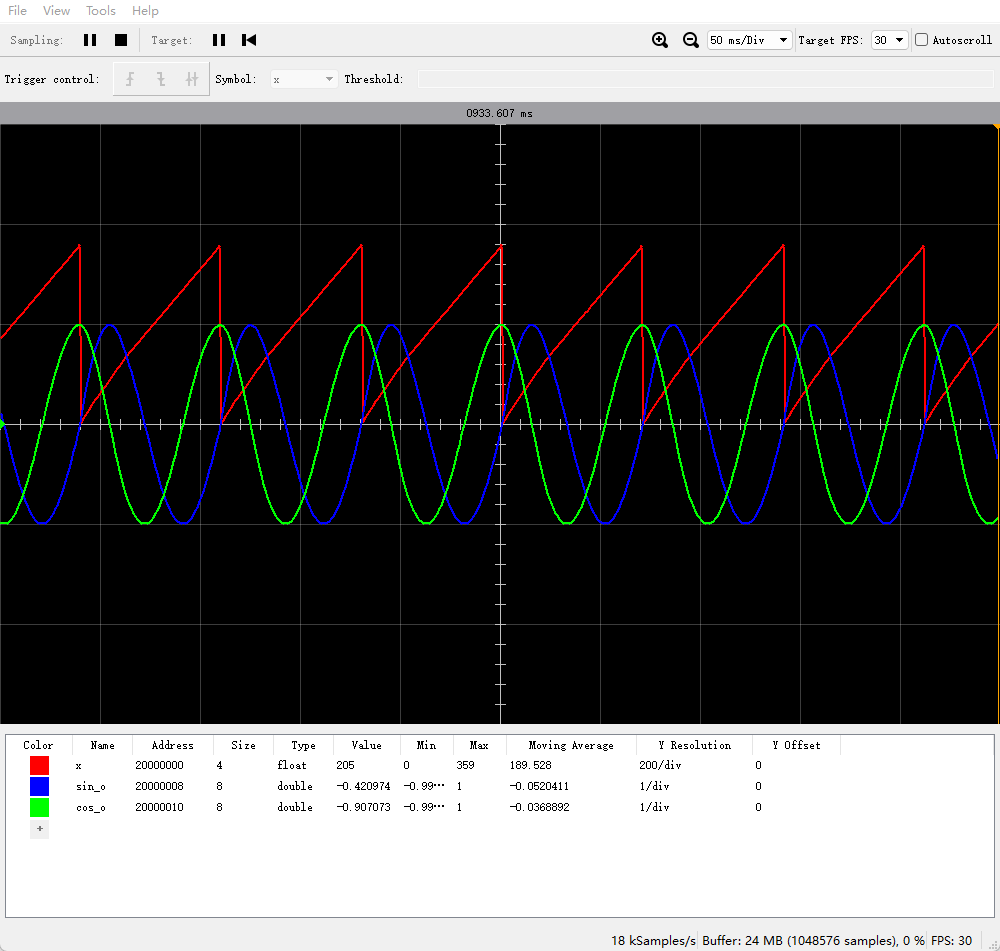 File View Tools Help
Sampling: Target: 50 ms/Div Target FPS: 30 Autoscroll
Trigger control: Symbol: x Threshold:
0933.607 ms
Color Name Address Size Type Value Min Max Moving Average Y Resolution Y Offset
x 20000000 4 float 205 0 359 189.528 200/div 0
sin_o 20000008 8 double -0.420974 -0.99··· 1 -0.0520411 1/div 0
cos_o 20000010 8 double -0.907073 -0.99··· 1 -0.0368892 1/div 0
+
18 kSamples/s Buffer: 24 MB (1048576 samples), 0 % FPS: 30